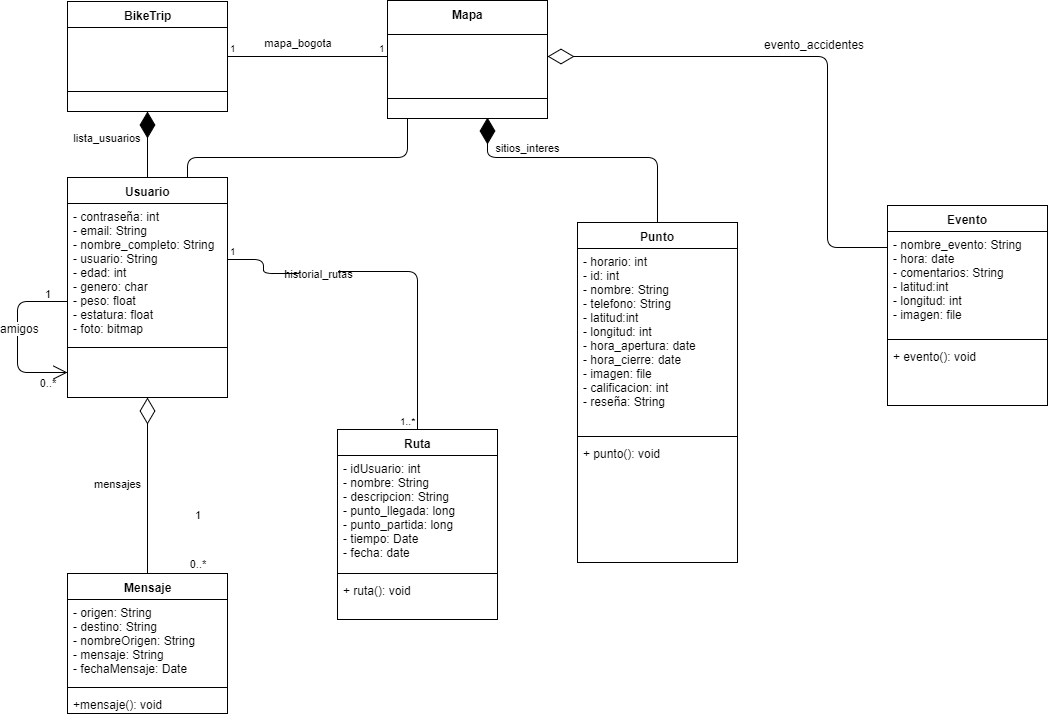 BikeTrip
Mapa
mapa_bogota
1
1
evento_accidentes
lista_usuarios
sitios_interes
Usuario
- contraseña: int
- email: String
- nombre_completo: String
- usuario: String
- edad: int
- genero: char
- peso: float
- estatura: float
- foto: bitmap
1
amigos
0..*
1
historial_rutas
1..*
Punto
- horario: int
- id: int
- nombre: String
- telefono: String
- latitud:int
- longitud: int
- hora_apertura: date
- hora_cierre: date
- imagen: file
- calificacion: int
- reseña: String
+ punto(): void
Evento
- nombre_evento: String
- hora: date
- comentarios: String
- latitud:int
- longitud: int
- imagen: file
+ evento(): void
mensajes
1
0..*
Ruta
- idUsuario: int
- nombre: String
- descripcion: String
- punto_llegada: long
- punto_partida: long
- tiempo: Date
- fecha: date
+ ruta(): void
Mensaje
- origen: String
- destino: String
- nombreOrigen: String
- mensaje: String
- fechaMensaje: Date
+mensaje(): void